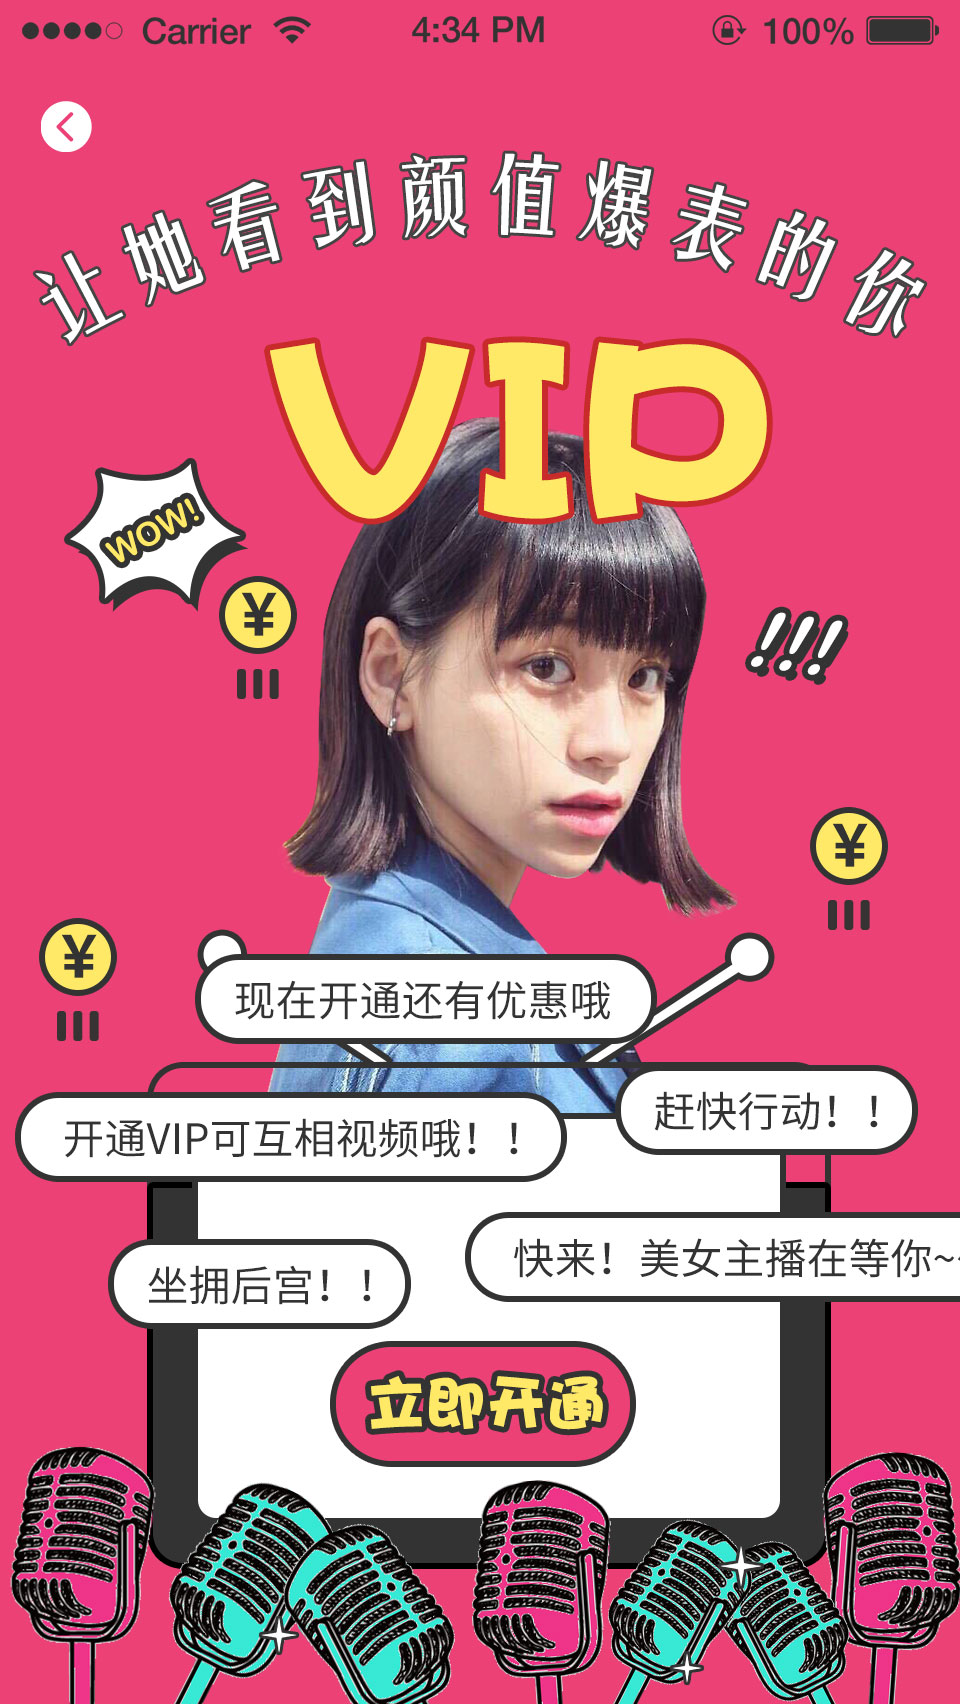 Carrier 4:34 PM 100%
让她看到颜值爆表的你
VIP
WOW!
¥
!!!
¥
¥
现在开通还有优惠哦
赶快行动！！
开通VIP可互相视频哦！！
快来！美女主播在等你~
坐拥后宫！！
立即开通